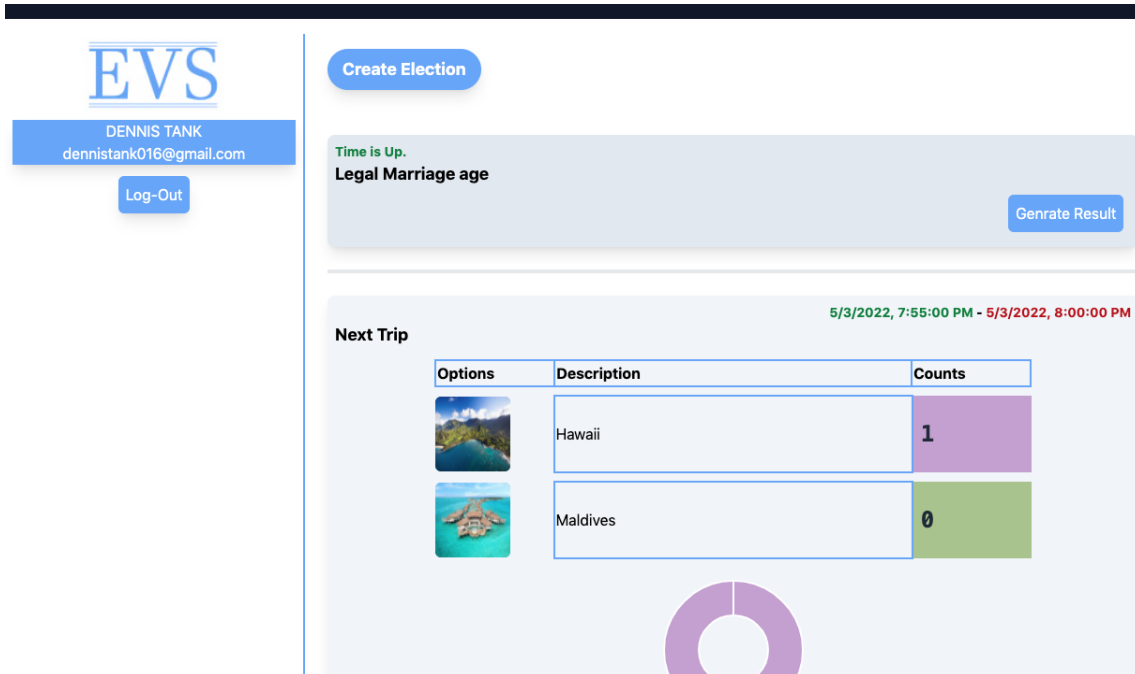 EVS
DENNIS TANK
dennistank016@gmail.com
Log-Out
Create Election
Time is Up.
Legal Marriage age
Genrate Result
5/3/2022, 7:55:00 PM - 5/3/2022, 8:00:00 PM
Next Trip
Options Description Counts
Hawaii 1
Maldives 0